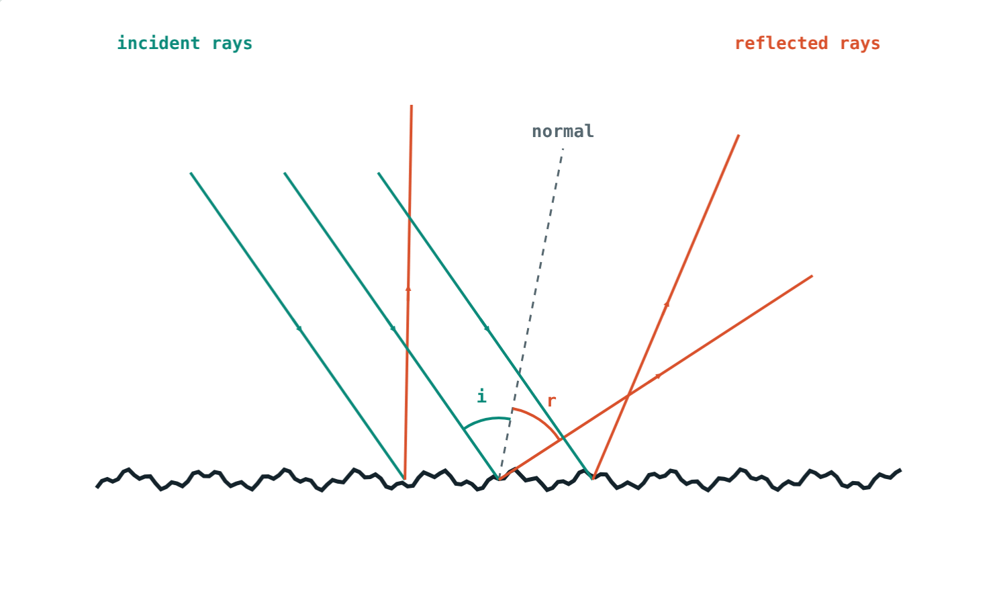 incident rays
reflected rays
normal
i
r